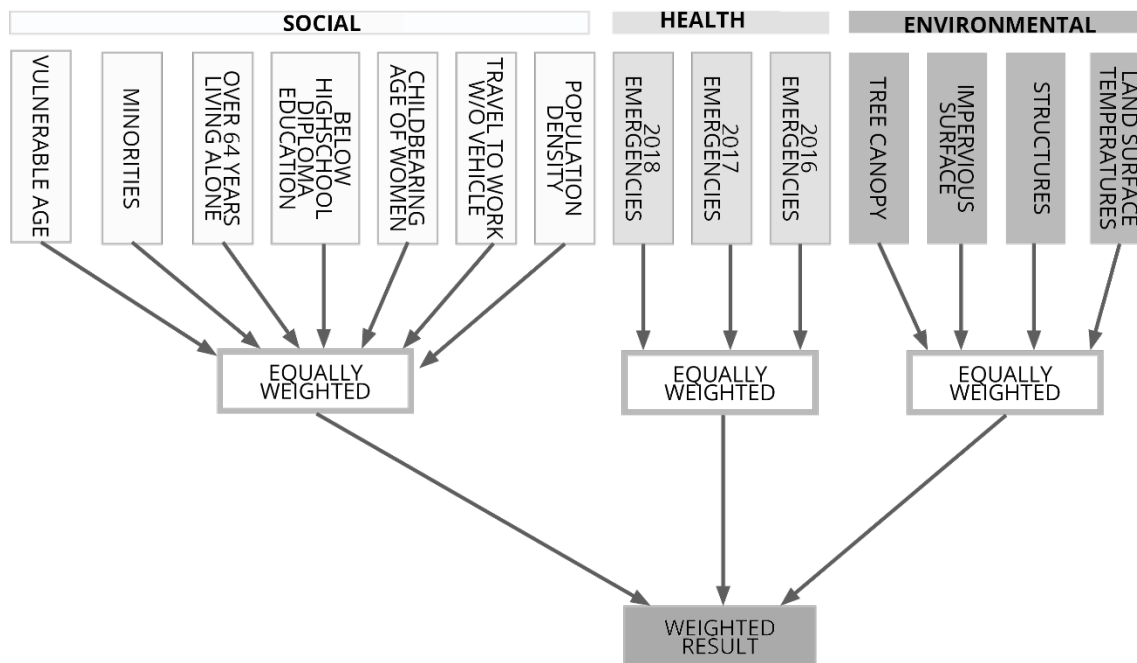 SOCIAL
HEALTH
ENVIRONMENTAL
VULNERABLE AGE
MINORITIES
OVER 64 YEARS
LIVING ALONE
BELOW
HIGHSCHOOL
DIPLOMA
EDUCATION
CHILDBEARING
AGE OF WOMEN
TRAVEL TO WORK
W/O VEHICLE
POPULATION
DENSITY
2018
EMERGENCIES
2017
EMERGENCIES
2016
EMERGENCIES
TREE CANOPY
IMPERVIOUS
SURFACE
STRUCTURES
LAND SURFACE
TEMPERATURES
EQUALLY
WEIGHTED
EQUALLY
WEIGHTED
EQUALLY
WEIGHTED
WEIGHTED
RESULT